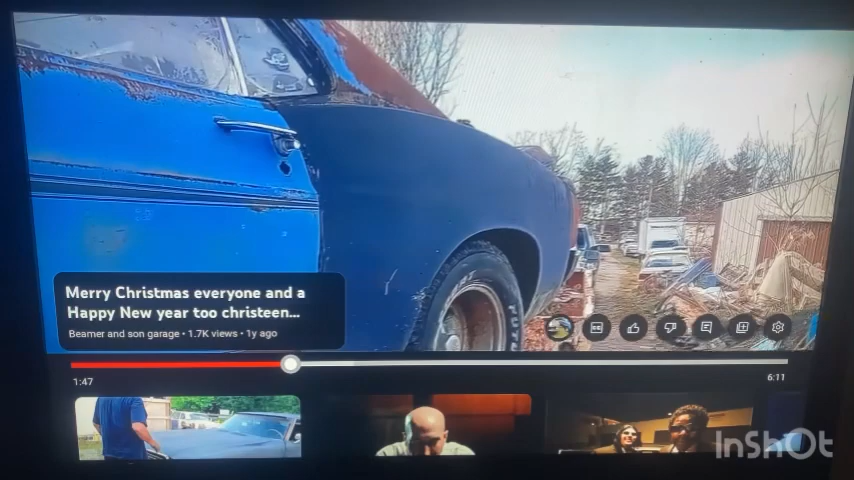 Merry Christmas everyone and a
Happy New year too christeen...
Beamer and son garage • 1.7K views • 1y ago
1:47
6:11
InShOt